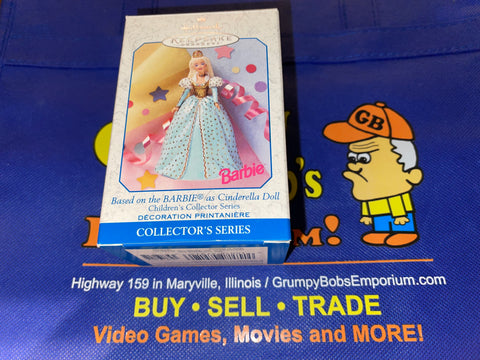 KEEPSAKE
Barbie
Based on the BARBIE® as Cinderella Doll
Children's Collector Series
DÉCORATION PRINTANIÈRE
COLLECTOR'S SERIES
GB
Highway 159 in Maryville, Illinois / GrumpyBobsEmporium.com
BUY • SELL • TRADE
Video Games, Movies and MORE!